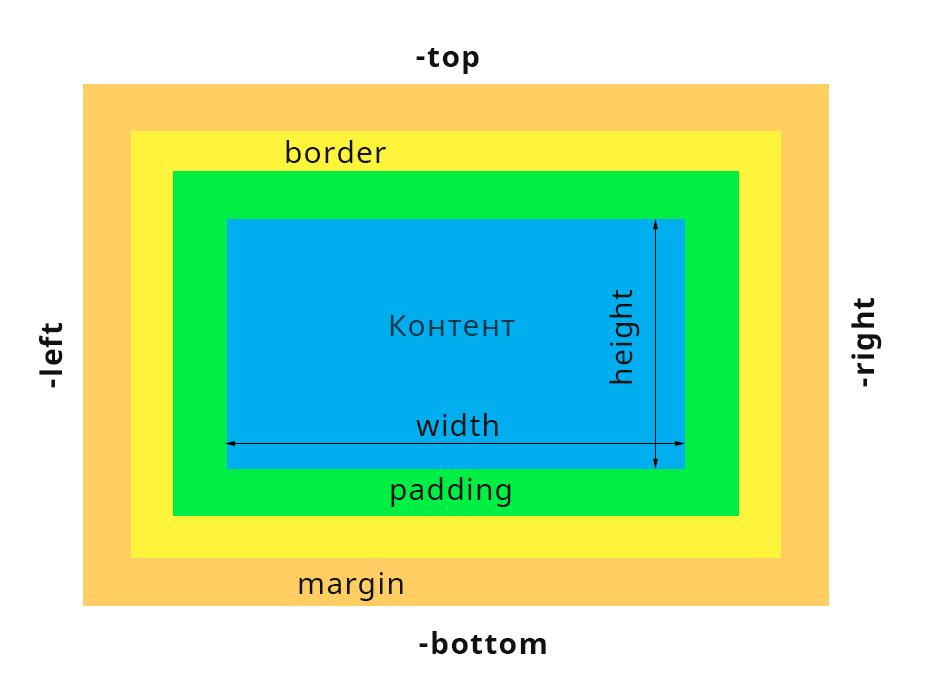 -top
border
-left
Контент
height
-right
width
padding
margin
-bottom